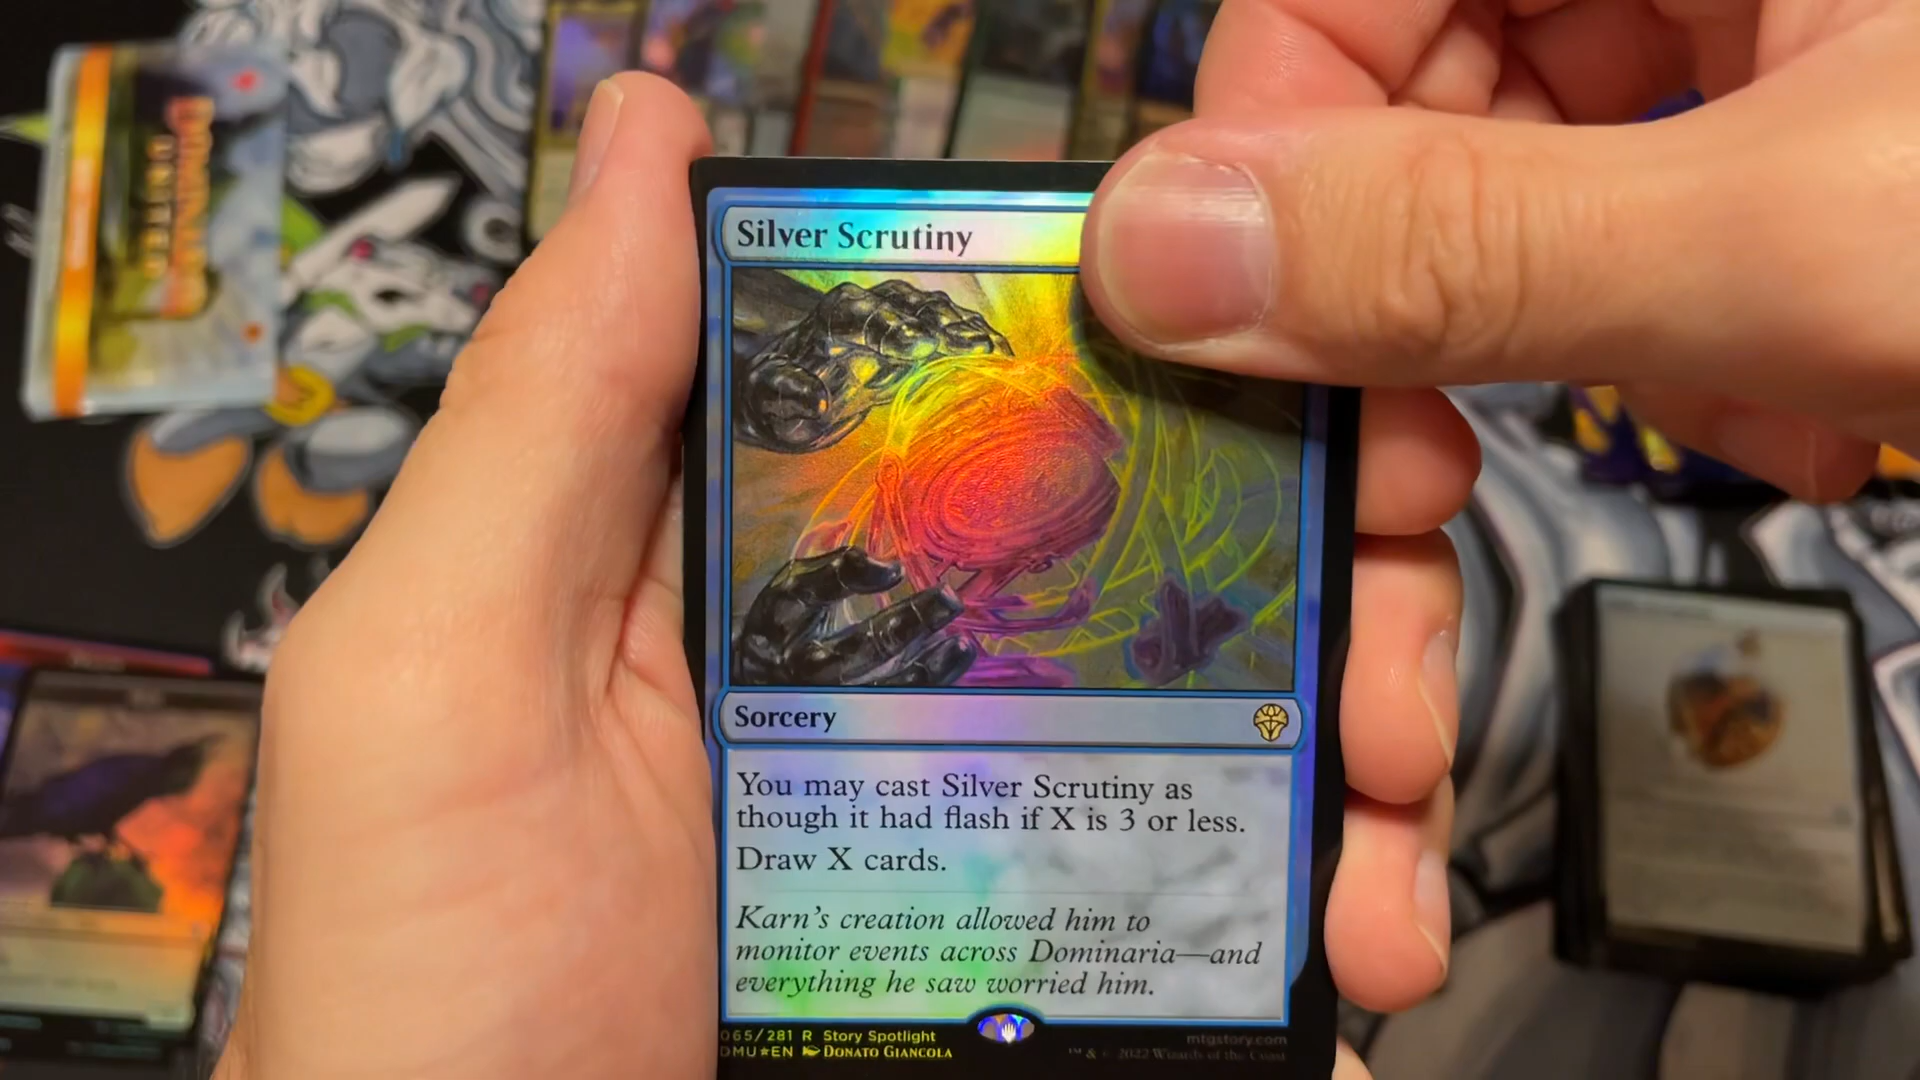 Silver Scrutiny
Sorcery
You may cast Silver Scrutiny as
though it had flash if X is 3 or less.
Draw X cards.
Karn's creation allowed him to
monitor events across Dominaria—and
everything he saw worried him.
065/281 R Story Spotlight
DMU★EN DONATO GIANCOLA
mtgstory.com
™ & © 2022 Wizards of the Coast
DOMINARIA
UNITED